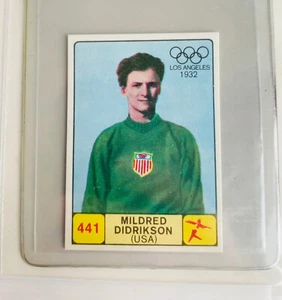 LOS ANGELES
1932
441
MILDRED
DIDRIKSON
(USA)